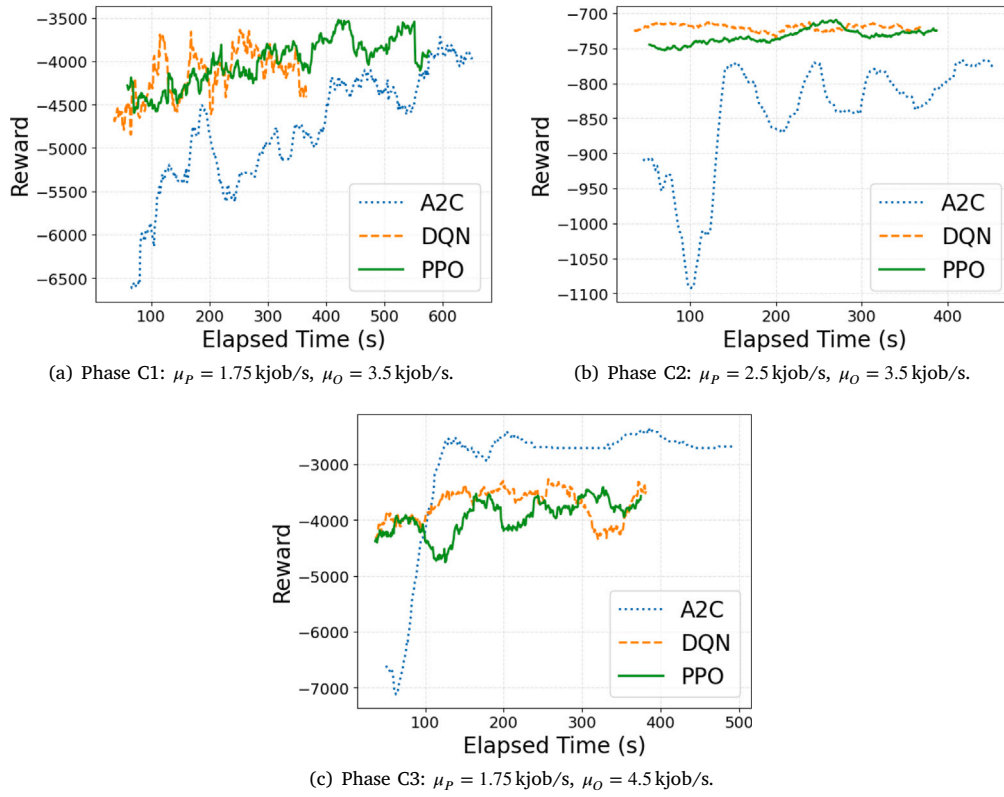 −3500
−4000
−4500
−5000
−5500
−6000
−6500
Reward
A2C
DQN
PPO
100 200 300 400 500 600
Elapsed Time (s)
(a) Phase C1: μP = 1.75 kjob/s, μO = 3.5 kjob/s.
−700
−750
−800
−850
−900
−950
−1000
−1050
−1100
Reward
A2C
DQN
PPO
100 200 300 400
Elapsed Time (s)
(b) Phase C2: μP = 2.5 kjob/s, μO = 3.5 kjob/s.
−3000
−4000
−5000
−6000
−7000
Reward
A2C
DQN
PPO
100 200 300 400 500
Elapsed Time (s)
(c) Phase C3: μP = 1.75 kjob/s, μO = 4.5 kjob/s.